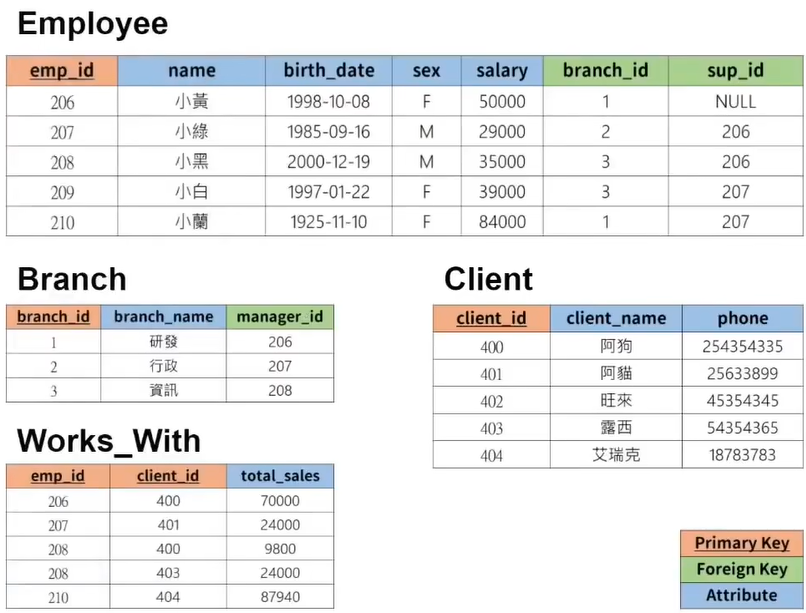 Employee
emp_id name birth_date sex salary branch_id sup_id
206 小黃 1998-10-08 F 50000 1 NULL
207 小綠 1985-09-16 M 29000 2 206
208 小黑 2000-12-19 M 35000 3 206
209 小白 1997-01-22 F 39000 3 207
210 小蘭 1925-11-10 F 84000 1 207
Branch
branch_id branch_name manager_id
1 研發 206
2 行政 207
3 資訊 208
Client
client_id client_name phone
400 阿狗 254354335
401 阿貓 25633899
402 旺來 45354345
403 露西 54354365
404 艾瑞克 18783783
Works_With
emp_id client_id total_sales
206 400 70000
207 401 24000
208 400 9800
208 403 24000
210 404 87940
Primary Key
Foreign Key
Attribute